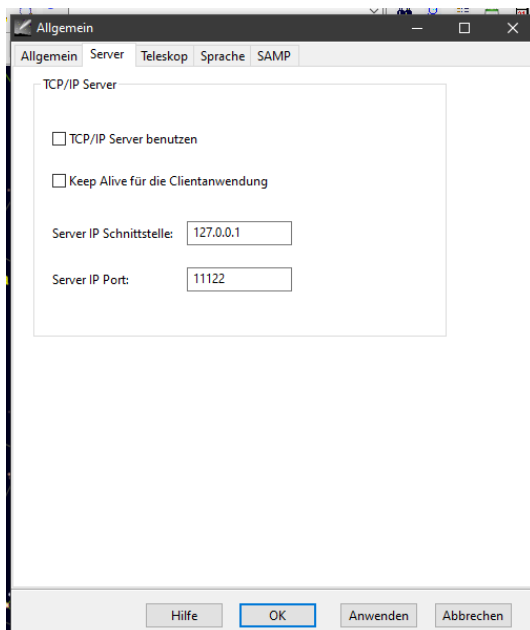 Allgemein
Allgemein Server Teleskop Sprache SAMP
TCP/IP Server
TCP/IP Server benutzen
Keep Alive für die Clientanwendung
Server IP Schnittstelle: 127.0.0.1
Server IP Port: 11122
Hilfe OK Anwenden Abbrechen